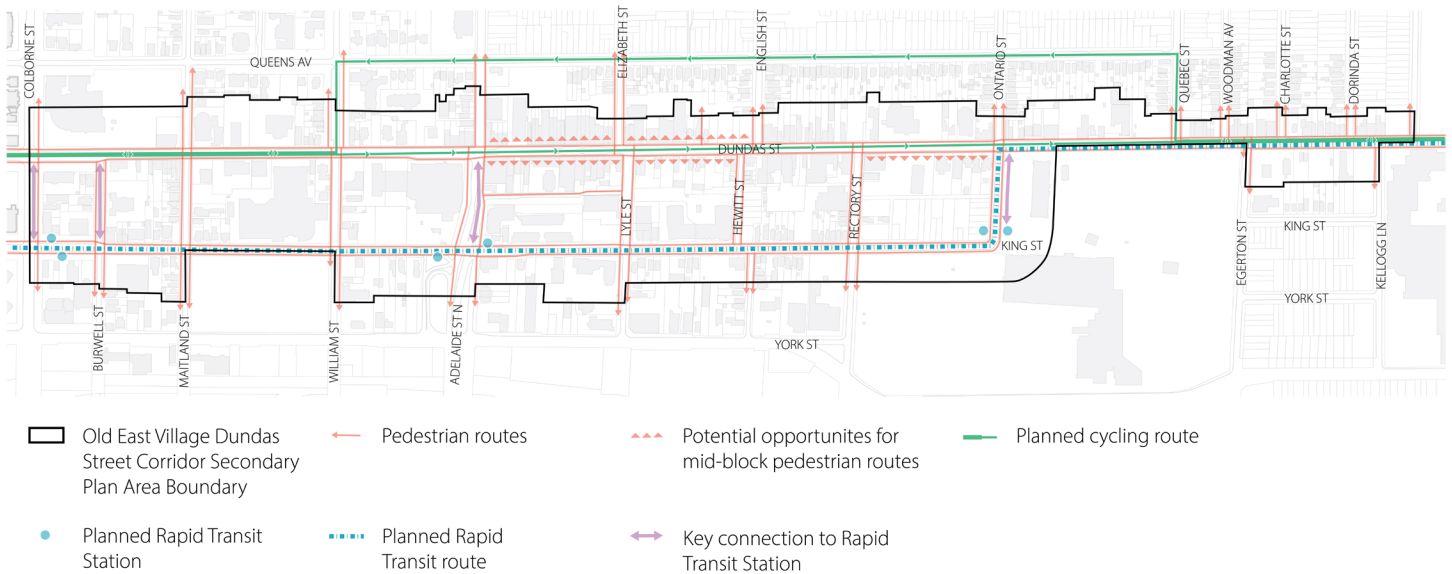 COLBORNE ST
QUEENS AV
ELIZABETH ST
ENGLISH ST
ONTARIO ST
QUEBEC ST
WOODMAN AV
CHARLOTTE ST
DORINDA ST
DUNDAS ST
LYLE ST
HEWITT ST
RECTORY ST
KING ST
KING ST
EGERTON ST
KELLOGG LN
YORK ST
BURWELL ST
MAITLAND ST
WILLIAM ST
ADELAIDE ST N
YORK ST
Old East Village Dundas
Street Corridor Secondary
Plan Area Boundary
Pedestrian routes
Potential opportunites for
mid-block pedestrian routes
Planned cycling route
Planned Rapid Transit
Station
Planned Rapid
Transit route
Key connection to Rapid
Transit Station